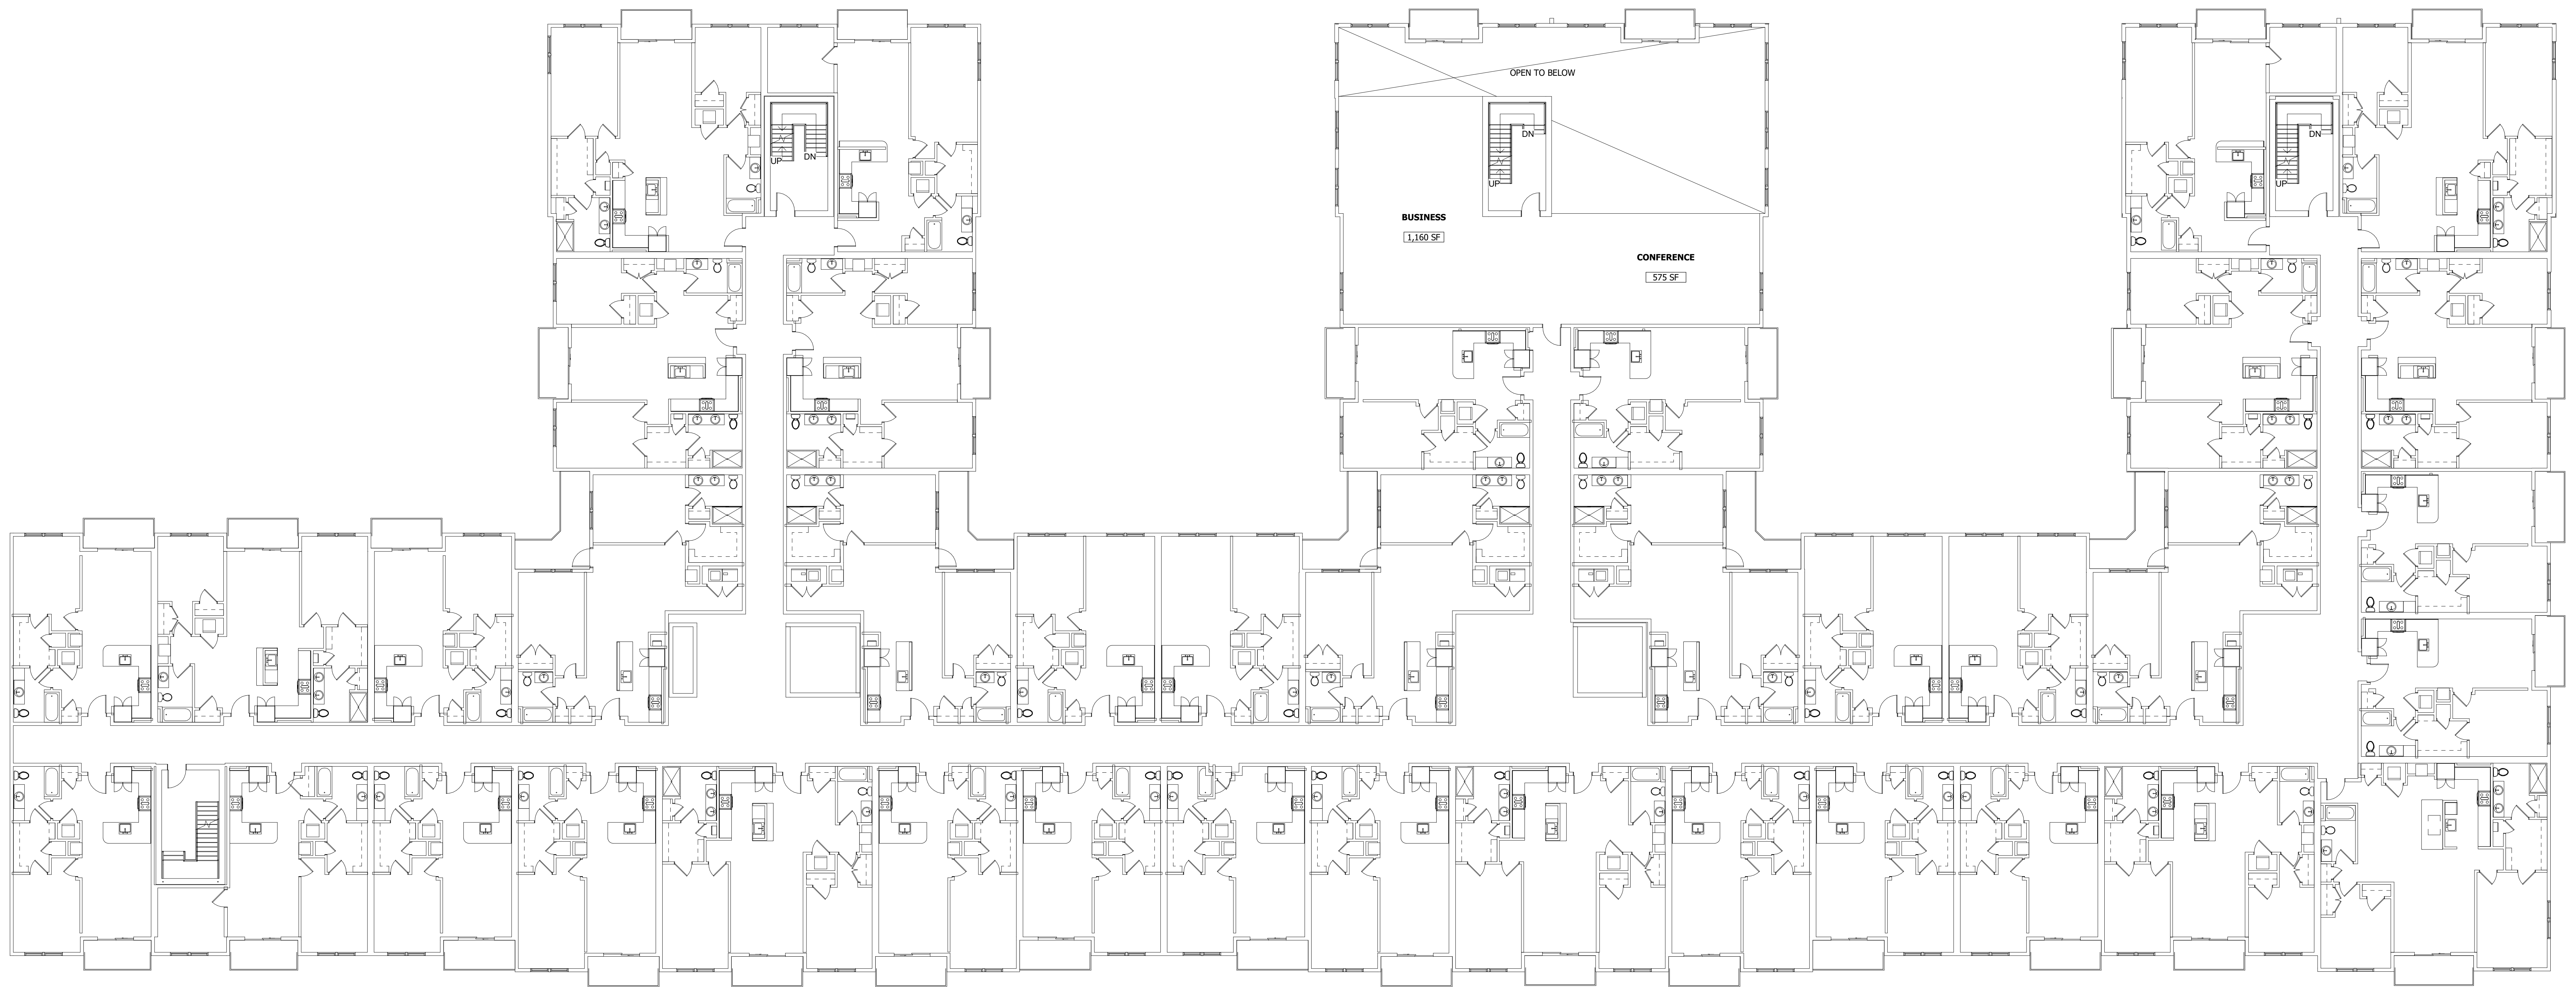 OPEN TO BELOW
UP
DN
DN
UP
DN
UP
BUSINESS
1,160 SF
CONFERENCE
575 SF